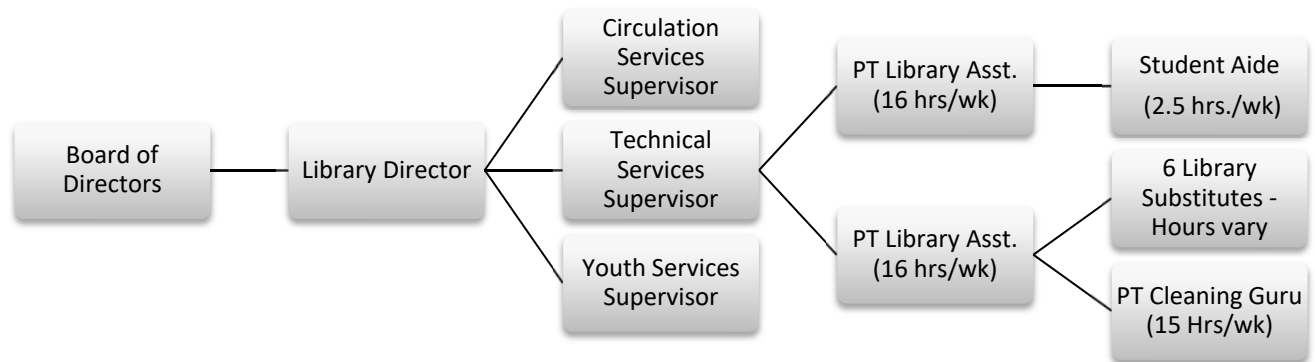 Board of
Directors
Library Director
Circulation
Services
Supervisor
Technical
Services
Supervisor
Youth Services
Supervisor
PT Library Asst.
(16 hrs/wk)
PT Library Asst.
(16 hrs/wk)
Student Aide
(2.5 hrs./wk)
6 Library
Substitutes -
Hours vary
PT Cleaning Guru
(15 Hrs/wk)